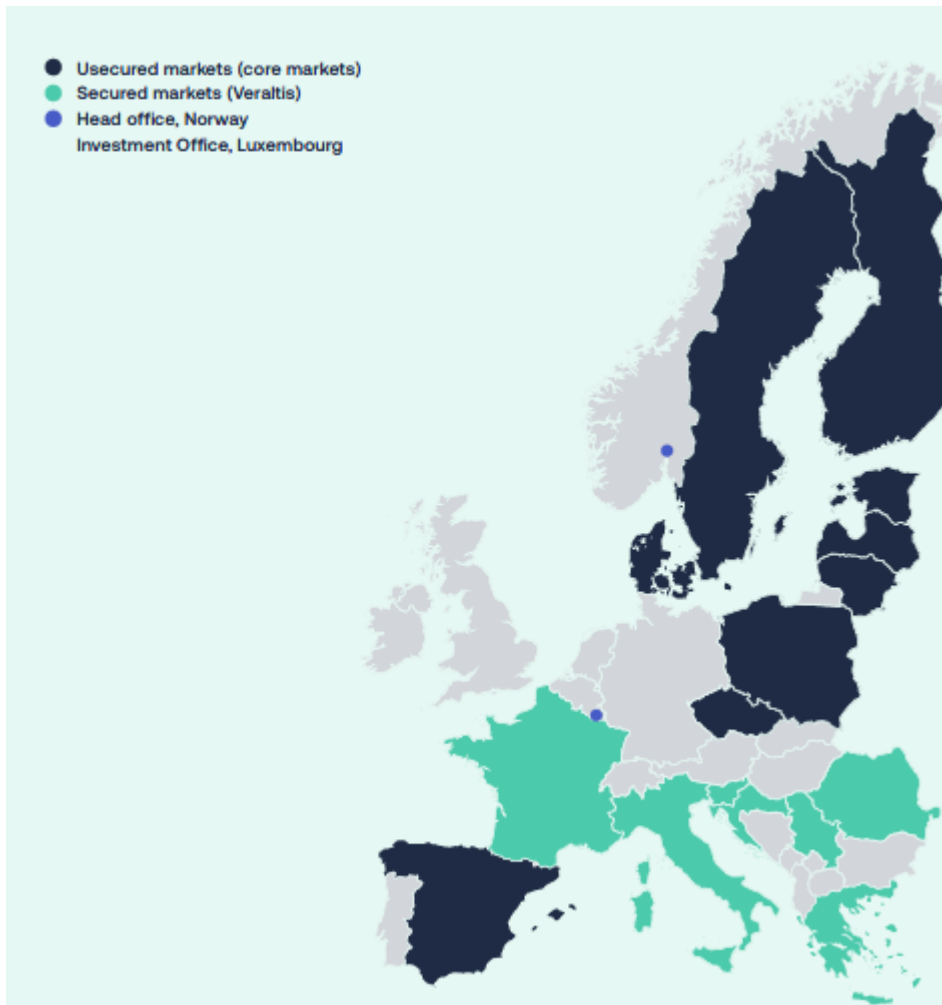 Usecured markets (core markets)
Secured markets (Veraltis)
Head office, Norway
Investment Office, Luxembourg